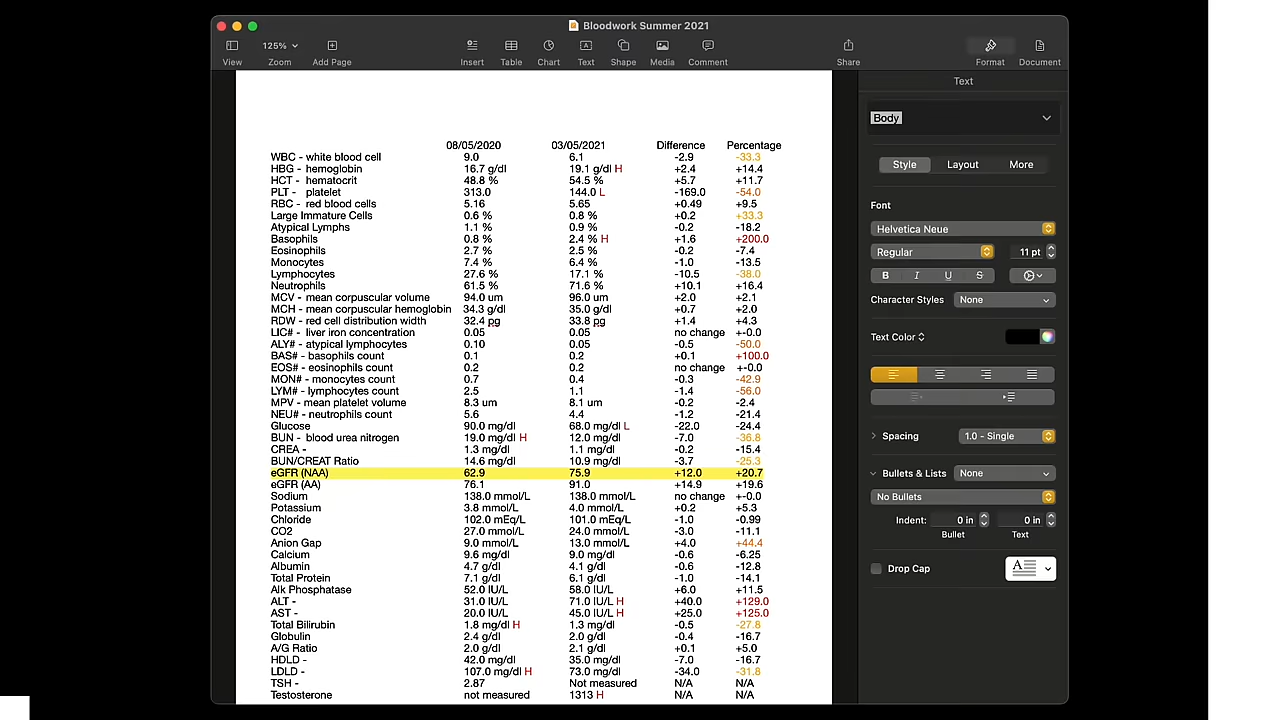 Bloodwork Summer 2021
125%
View Zoom Add Page Insert Table Chart Text Shape Media Comment Share Format Document
Text
Body
Style Layout More
Font
Helvetica Neue
Regular 11 pt
B I U S
Character Styles None
Text Color
Spacing 1.0 - Single
Bullets & Lists None
No Bullets
Indent: 0 in 0 in
Bullet Text
Drop Cap
08/05/2020 03/05/2021 Difference Percentage
WBC - white blood cell 9.0 6.1 -2.9 -33.3
HBG - hemoglobin 16.7 g/dl 19.1 g/dl H +2.4 +14.4
HCT - hematocrit 48.8 % 54.5 % +5.7 +11.7
PLT - platelet 313.0 144.0 L -169.0 -54.0
RBC - red blood cells 5.16 5.65 +0.49 +9.5
Large Immature Cells 0.6 % 0.8 % +0.2 +33.3
Atypical Lymphs 1.1 % 0.9 % -0.2 -18.2
Basophils 0.8 % 2.4 % H +1.6 +200.0
Eosinophils 2.7 % 2.5 % -0.2 -7.4
Monocytes 7.4 % 6.4 % -1.0 -13.5
Lymphocytes 27.6 % 17.1 % -10.5 -38.0
Neutrophils 61.5 % 71.6 % +10.1 +16.4
MCV - mean corpuscular volume 94.0 um 96.0 um +2.0 +2.1
MCH - mean corpuscular hemoglobin 34.3 g/dl 35.0 g/dl +0.7 +2.0
RDW - red cell distribution width 32.4 pg 33.8 pg +1.4 +4.3
LIC# - liver iron concentration 0.05 0.05 no change +-0.0
ALY# - atypical lymphocytes 0.10 0.05 -0.5 -50.0
BAS# - basophils count 0.1 0.2 +0.1 +100.0
EOS# - eosinophils count 0.2 0.2 no change +-0.0
MON# - monocytes count 0.7 0.4 -0.3 -42.9
LYM# - lymphocytes count 2.5 1.1 -1.4 -56.0
MPV - mean platelet volume 8.3 um 8.1 um -0.2 -2.4
NEU# - neutrophils count 5.6 4.4 -1.2 -21.4
Glucose 90.0 mg/dl 68.0 mg/dl L -22.0 -24.4
BUN - blood urea nitrogen 19.0 mg/dl H 12.0 mg/dl -7.0 -36.8
CREA - 1.3 mg/dl 1.1 mg/dl -0.2 -15.4
BUN/CREAT Ratio 14.6 mg/dl 10.9 mg/dl -3.7 -25.3
eGFR (NAA) 62.9 75.9 +12.0 +20.7
eGFR (AA) 76.1 91.0 +14.9 +19.6
Sodium 138.0 mmol/L 138.0 mmol/L no change +-0.0
Potassium 3.8 mmol/L 4.0 mmol/L +0.2 +5.3
Chloride 102.0 mEq/L 101.0 mEq/L -1.0 -0.99
CO2 27.0 mmol/L 24.0 mmol/L -3.0 -11.1
Anion Gap 9.0 mmol/L 13.0 mmol/L +4.0 +44.4
Calcium 9.6 mg/dl 9.0 mg/dl -0.6 -6.25
Albumin 4.7 g/dl 4.1 g/dl -0.6 -12.8
Total Protein 7.1 g/dl 6.1 g/dl -1.0 -14.1
Alk Phosphatase 52.0 IU/L 58.0 IU/L +6.0 +11.5
ALT - 31.0 IU/L 71.0 IU/L H +40.0 +129.0
AST - 20.0 IU/L 45.0 IU/L H +25.0 +125.0
Total Bilirubin 1.8 mg/dl H 1.3 mg/dl -0.5 -27.8
Globulin 2.4 g/dl 2.0 g/dl -0.4 -16.7
A/G Ratio 2.0 g/dl 2.1 g/dl +0.1 +5.0
HDLD - 42.0 mg/dl 35.0 mg/dl -7.0 -16.7
LDLD - 107.0 mg/dl H 73.0 mg/dl -34.0 -31.8
TSH - 2.87 Not measured N/A N/A
Testosterone not measured 1313 H N/A N/A